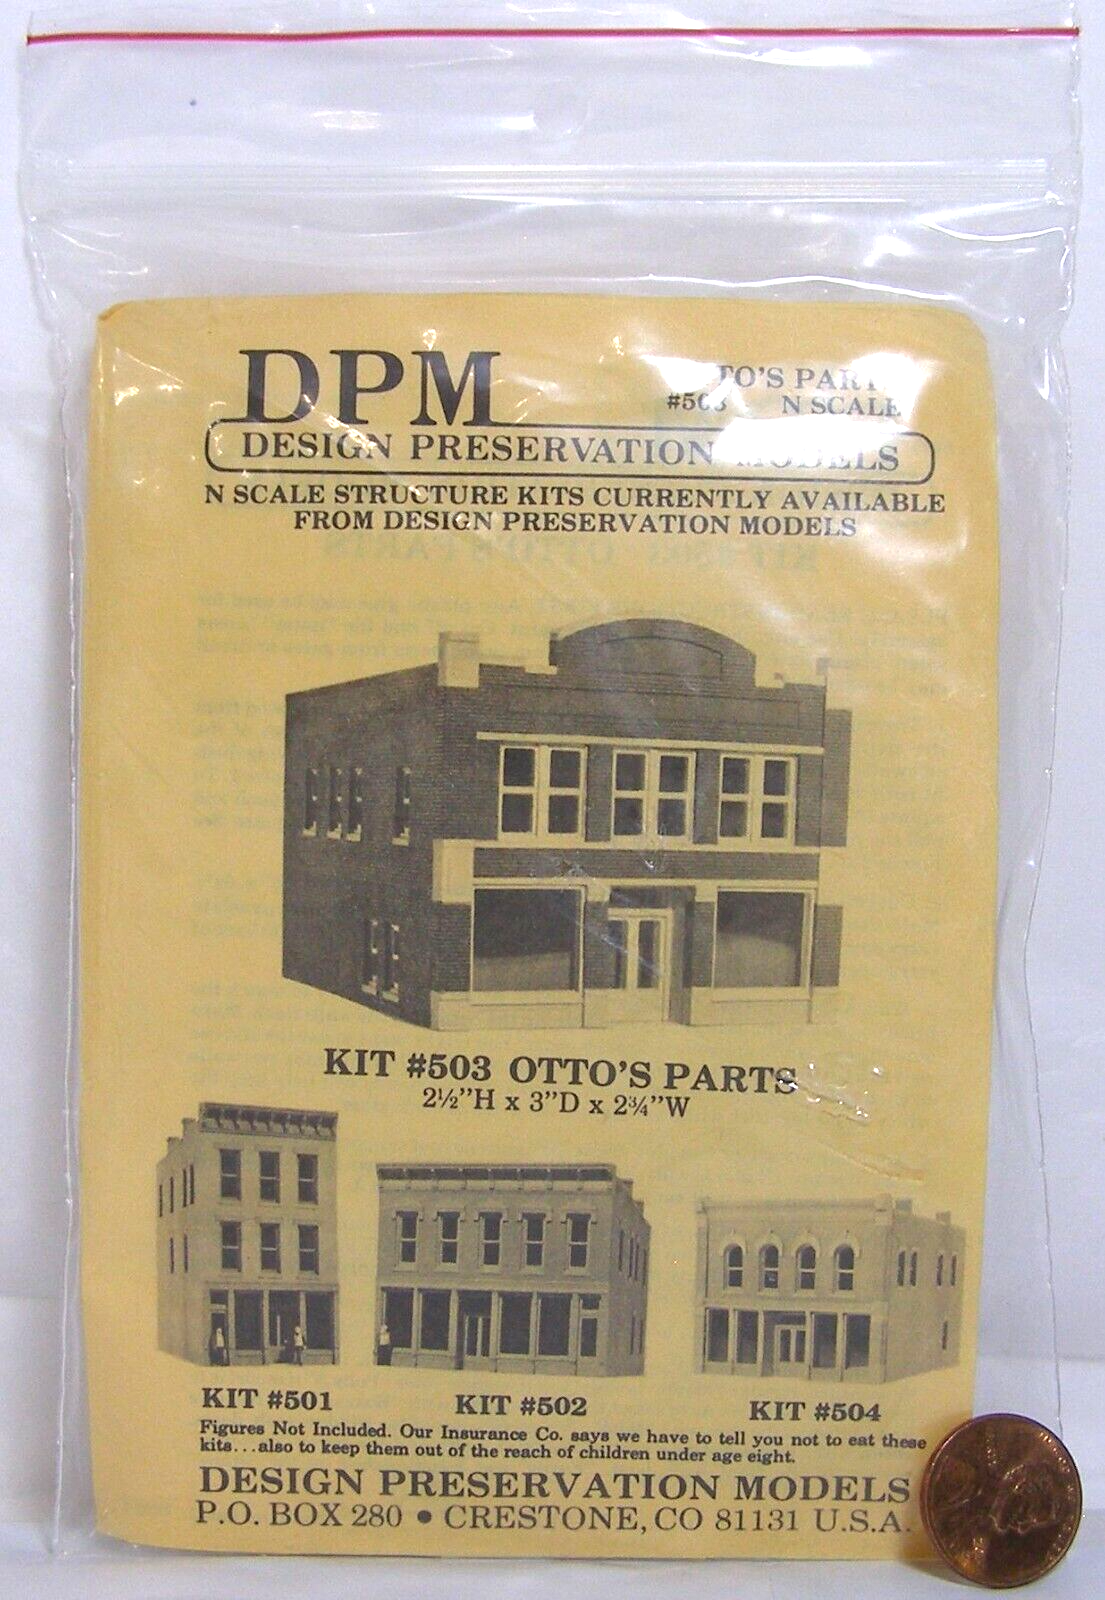 DPM
PART
#503 N SCALE
DESIGN PRESERVATION MODELS
N SCALE STRUCTURE KITS CURRENTLY AVAILABLE
FROM DESIGN PRESERVATION MODELS
KIT #503 OTTO'S PARTS
2½"H x 3"D x 2¾"W
KIT #501
KIT #502
KIT #504
Figures Not Included. Our Insurance Co. says we have to tell you not to eat these
kits...also to keep them out of the reach of children under age eight.
DESIGN PRESERVATION MODELS
P.O. BOX 280 • CRESTONE, CO 81131 U.S.A.